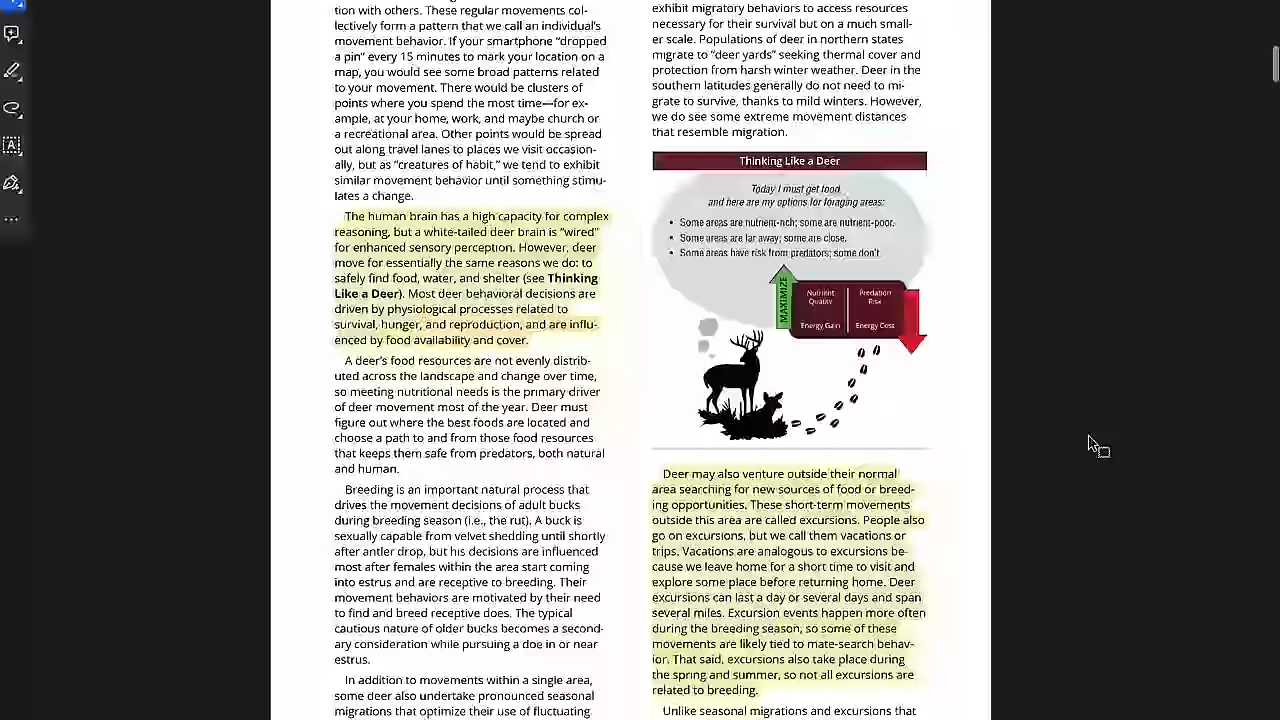 tion with others. These regular movements col-
lectively form a pattern that we call an individual’s
movement behavior. If your smartphone “dropped
a pin” every 15 minutes to mark your location on a
map, you would see some broad patterns related
to your movement. There would be clusters of
points where you spend the most time—for ex-
ample, at your home, work, and maybe church or
a recreational area. Other points would be spread
out along travel lanes to places we visit occasion-
ally, but as “creatures of habit,” we tend to exhibit
similar movement behavior until something stimu-
lates a change.
The human brain has a high capacity for complex
reasoning, but a white-tailed deer brain is “wired”
for enhanced sensory perception. However, deer
move for essentially the same reasons we do: to
safely find food, water, and shelter (see Thinking
Like a Deer). Most deer behavioral decisions are
driven by physiological processes related to
survival, hunger, and reproduction, and are influ-
enced by food availability and cover.
A deer’s food resources are not evenly distrib-
uted across the landscape and change over time,
so meeting nutritional needs is the primary driver
of deer movement most of the year. Deer must
figure out where the best foods are located and
choose a path to and from those food resources
that keeps them safe from predators, both natural
and human.
Breeding is an important natural process that
drives the movement decisions of adult bucks
during breeding season (i.e., the rut). A buck is
sexually capable from velvet shedding until shortly
after antler drop, but his decisions are influenced
most after females within the area start coming
into estrus and are receptive to breeding. Their
movement behaviors are motivated by their need
to find and breed receptive does. The typical
cautious nature of older bucks becomes a second-
ary consideration while pursuing a doe in or near
estrus.
In addition to movements within a single area,
some deer also undertake pronounced seasonal
migrations that optimize their use of fluctuating
exhibit migratory behaviors to access resources
necessary for their survival but on a much small-
er scale. Populations of deer in northern states
migrate to “deer yards” seeking thermal cover and
protection from harsh winter weather. Deer in the
southern latitudes generally do not need to mi-
grate to survive, thanks to mild winters. However,
we do see some extreme movement distances
that resemble migration.
Thinking Like a Deer
Today I must get food
and here are my options for foraging areas:
• Some areas are nutrient-rich; some are nutrient-poor.
• Some areas are far away; some are close.
• Some areas have risk from predators; some don’t
MAXIMIZE
Nutrient Predation
Quality Risk
Energy Gain Energy Cost
Deer may also venture outside their normal
area searching for new sources of food or breed-
ing opportunities. These short-term movements
outside this area are called excursions. People also
go on excursions, but we call them vacations or
trips. Vacations are analogous to excursions be-
cause we leave home for a short time to visit and
explore some place before returning home. Deer
excursions can last a day or several days and span
several miles. Excursion events happen more often
during the breeding season, so some of these
movements are likely tied to mate-search behav-
ior. That said, excursions also take place during
the spring and summer, so not all excursions are
related to breeding.
Unlike seasonal migrations and excursions that